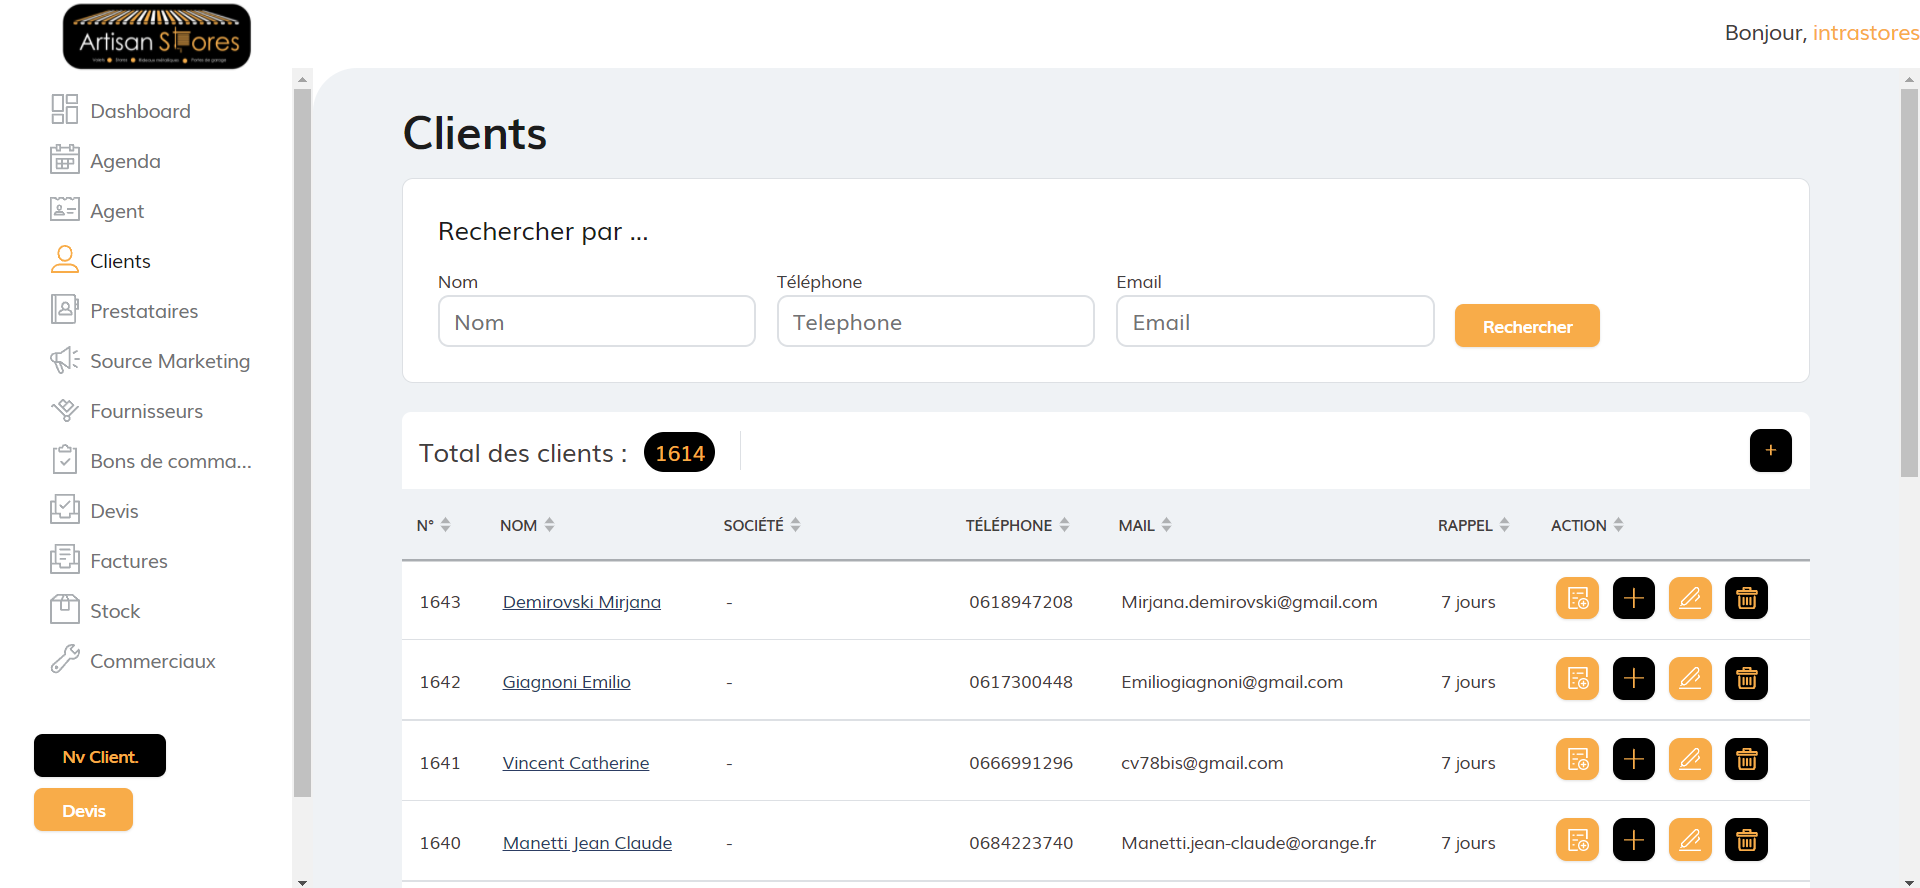 Artisan Stores
Bonjour, intrastores
Dashboard
Agenda
Agent
Clients
Prestataires
Source Marketing
Fournisseurs
Bons de comma...
Devis
Factures
Stock
Commerciaux
Nv Client.
Devis
Clients
Rechercher par ...
Nom Téléphone Email
Nom Telephone Email Rechercher
Total des clients : 1614 +
N° NOM SOCIÉTÉ TÉLÉPHONE MAIL RAPPEL ACTION
1643 Demirovski Mirjana - 0618947208 Mirjana.demirovski@gmail.com 7 jours
1642 Giagnoni Emilio - 0617300448 Emiliogiagnoni@gmail.com 7 jours
1641 Vincent Catherine - 0666991296 cv78bis@gmail.com 7 jours
1640 Manetti Jean Claude - 0684223740 Manetti.jean-claude@orange.fr 7 jours